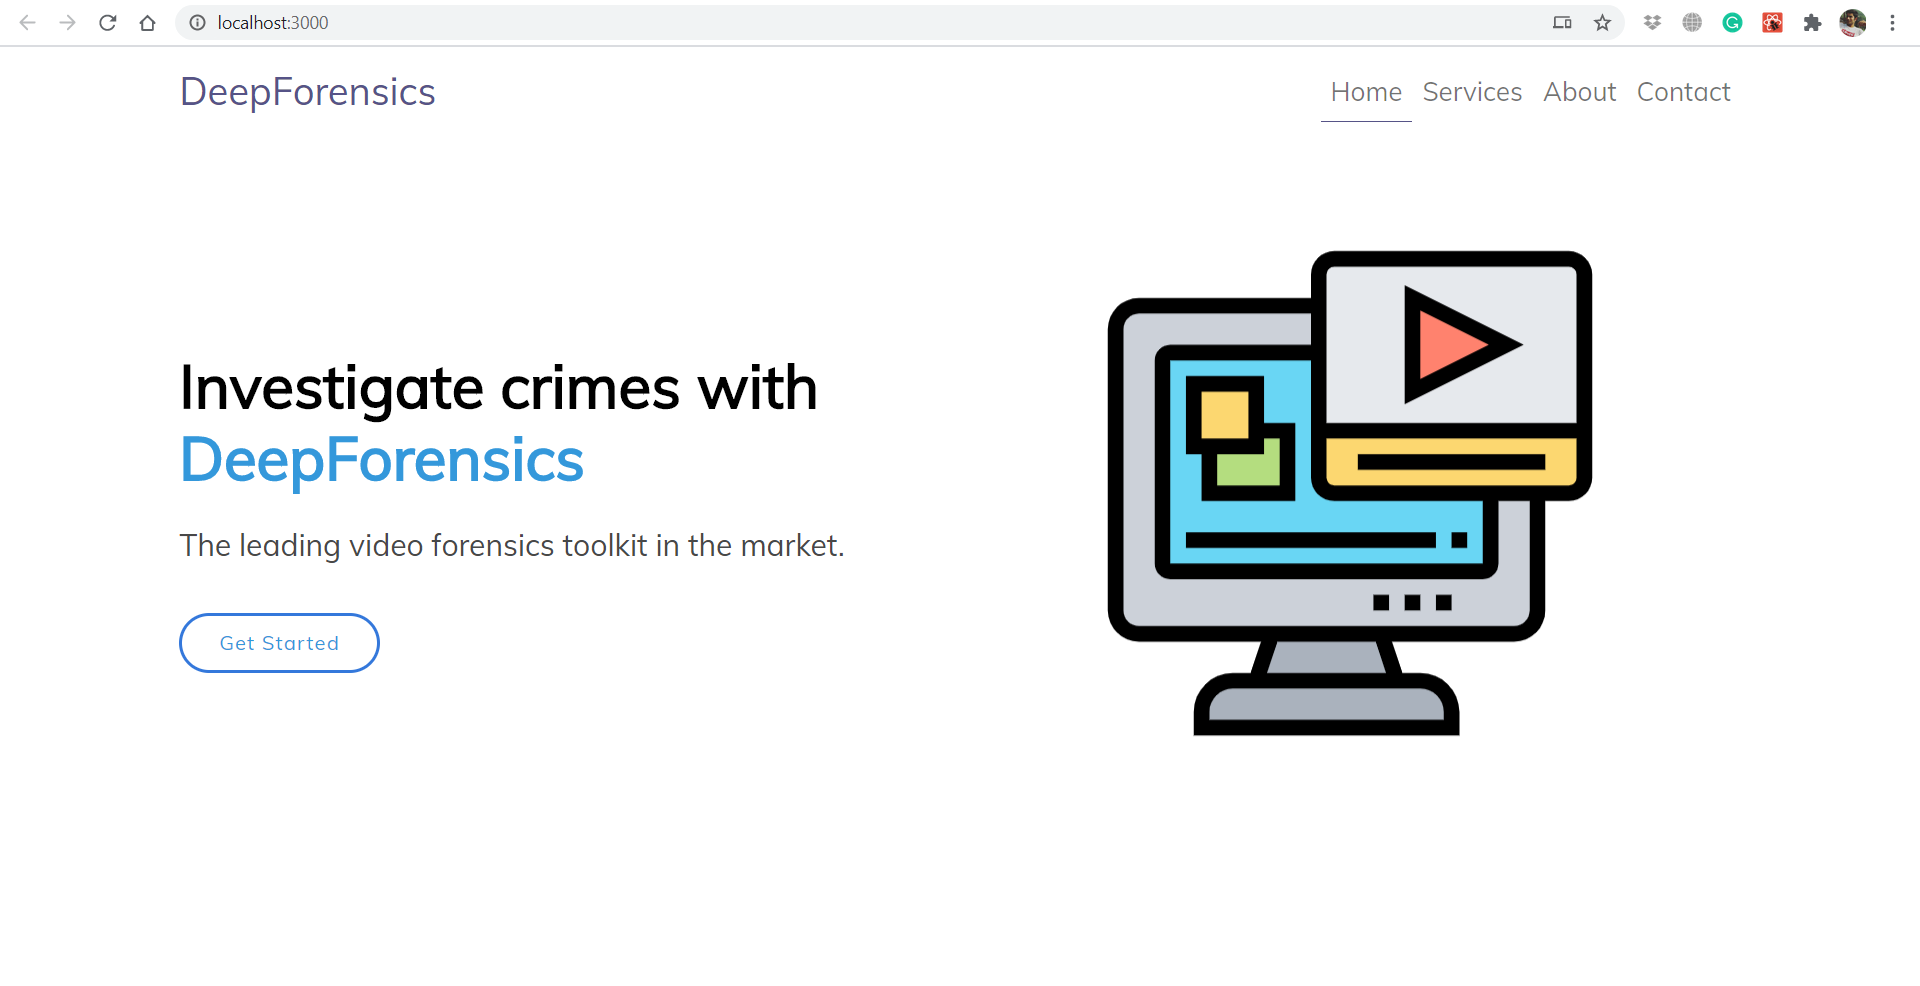 localhost:3000
DeepForensics
Home Services About Contact
Investigate crimes with
DeepForensics
The leading video forensics toolkit in the market.
Get Started